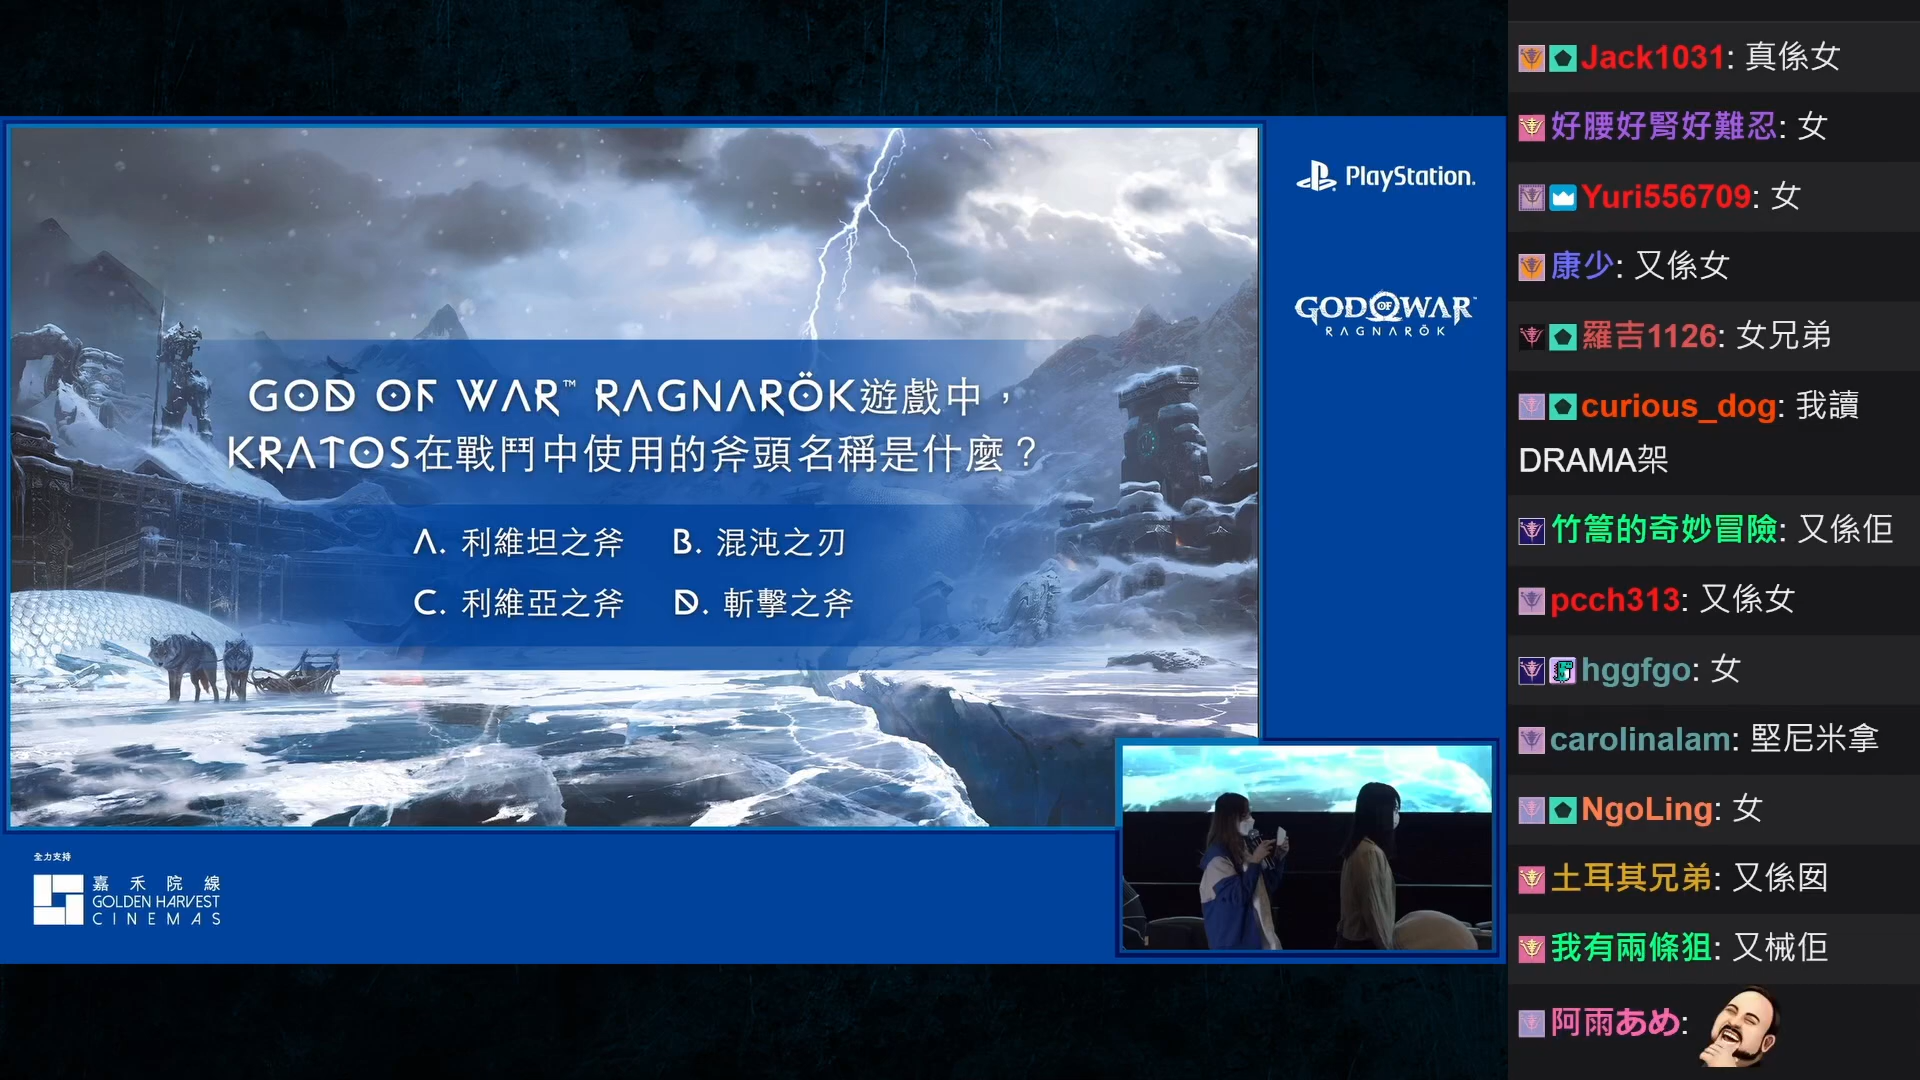 PlayStation.
GOD OF WAR™
RAGNARÖK
GOD OF WAR™ RAGNARÖK遊戲中，
KRATOS在戰鬥中使用的斧頭名稱是什麼？
A. 利維坦之斧 B. 混沌之刃
C. 利維亞之斧 D. 斬擊之斧
全力支持
嘉禾院線
GOLDEN HARVEST
CINEMAS
Jack1031: 真係女
好腰好腎好難忍: 女
Yuri556709: 女
康少: 又係女
羅吉1126: 女兄弟
curious_dog: 我讀
DRAMA架
竹篙的奇妙冒險: 又係佢
pcch313: 又係女
hggfgo: 女
carolinalam: 堅尼米拿
NgoLing: 女
土耳其兄弟: 又係囡
我有兩條狙: 又械佢
阿雨あめ: